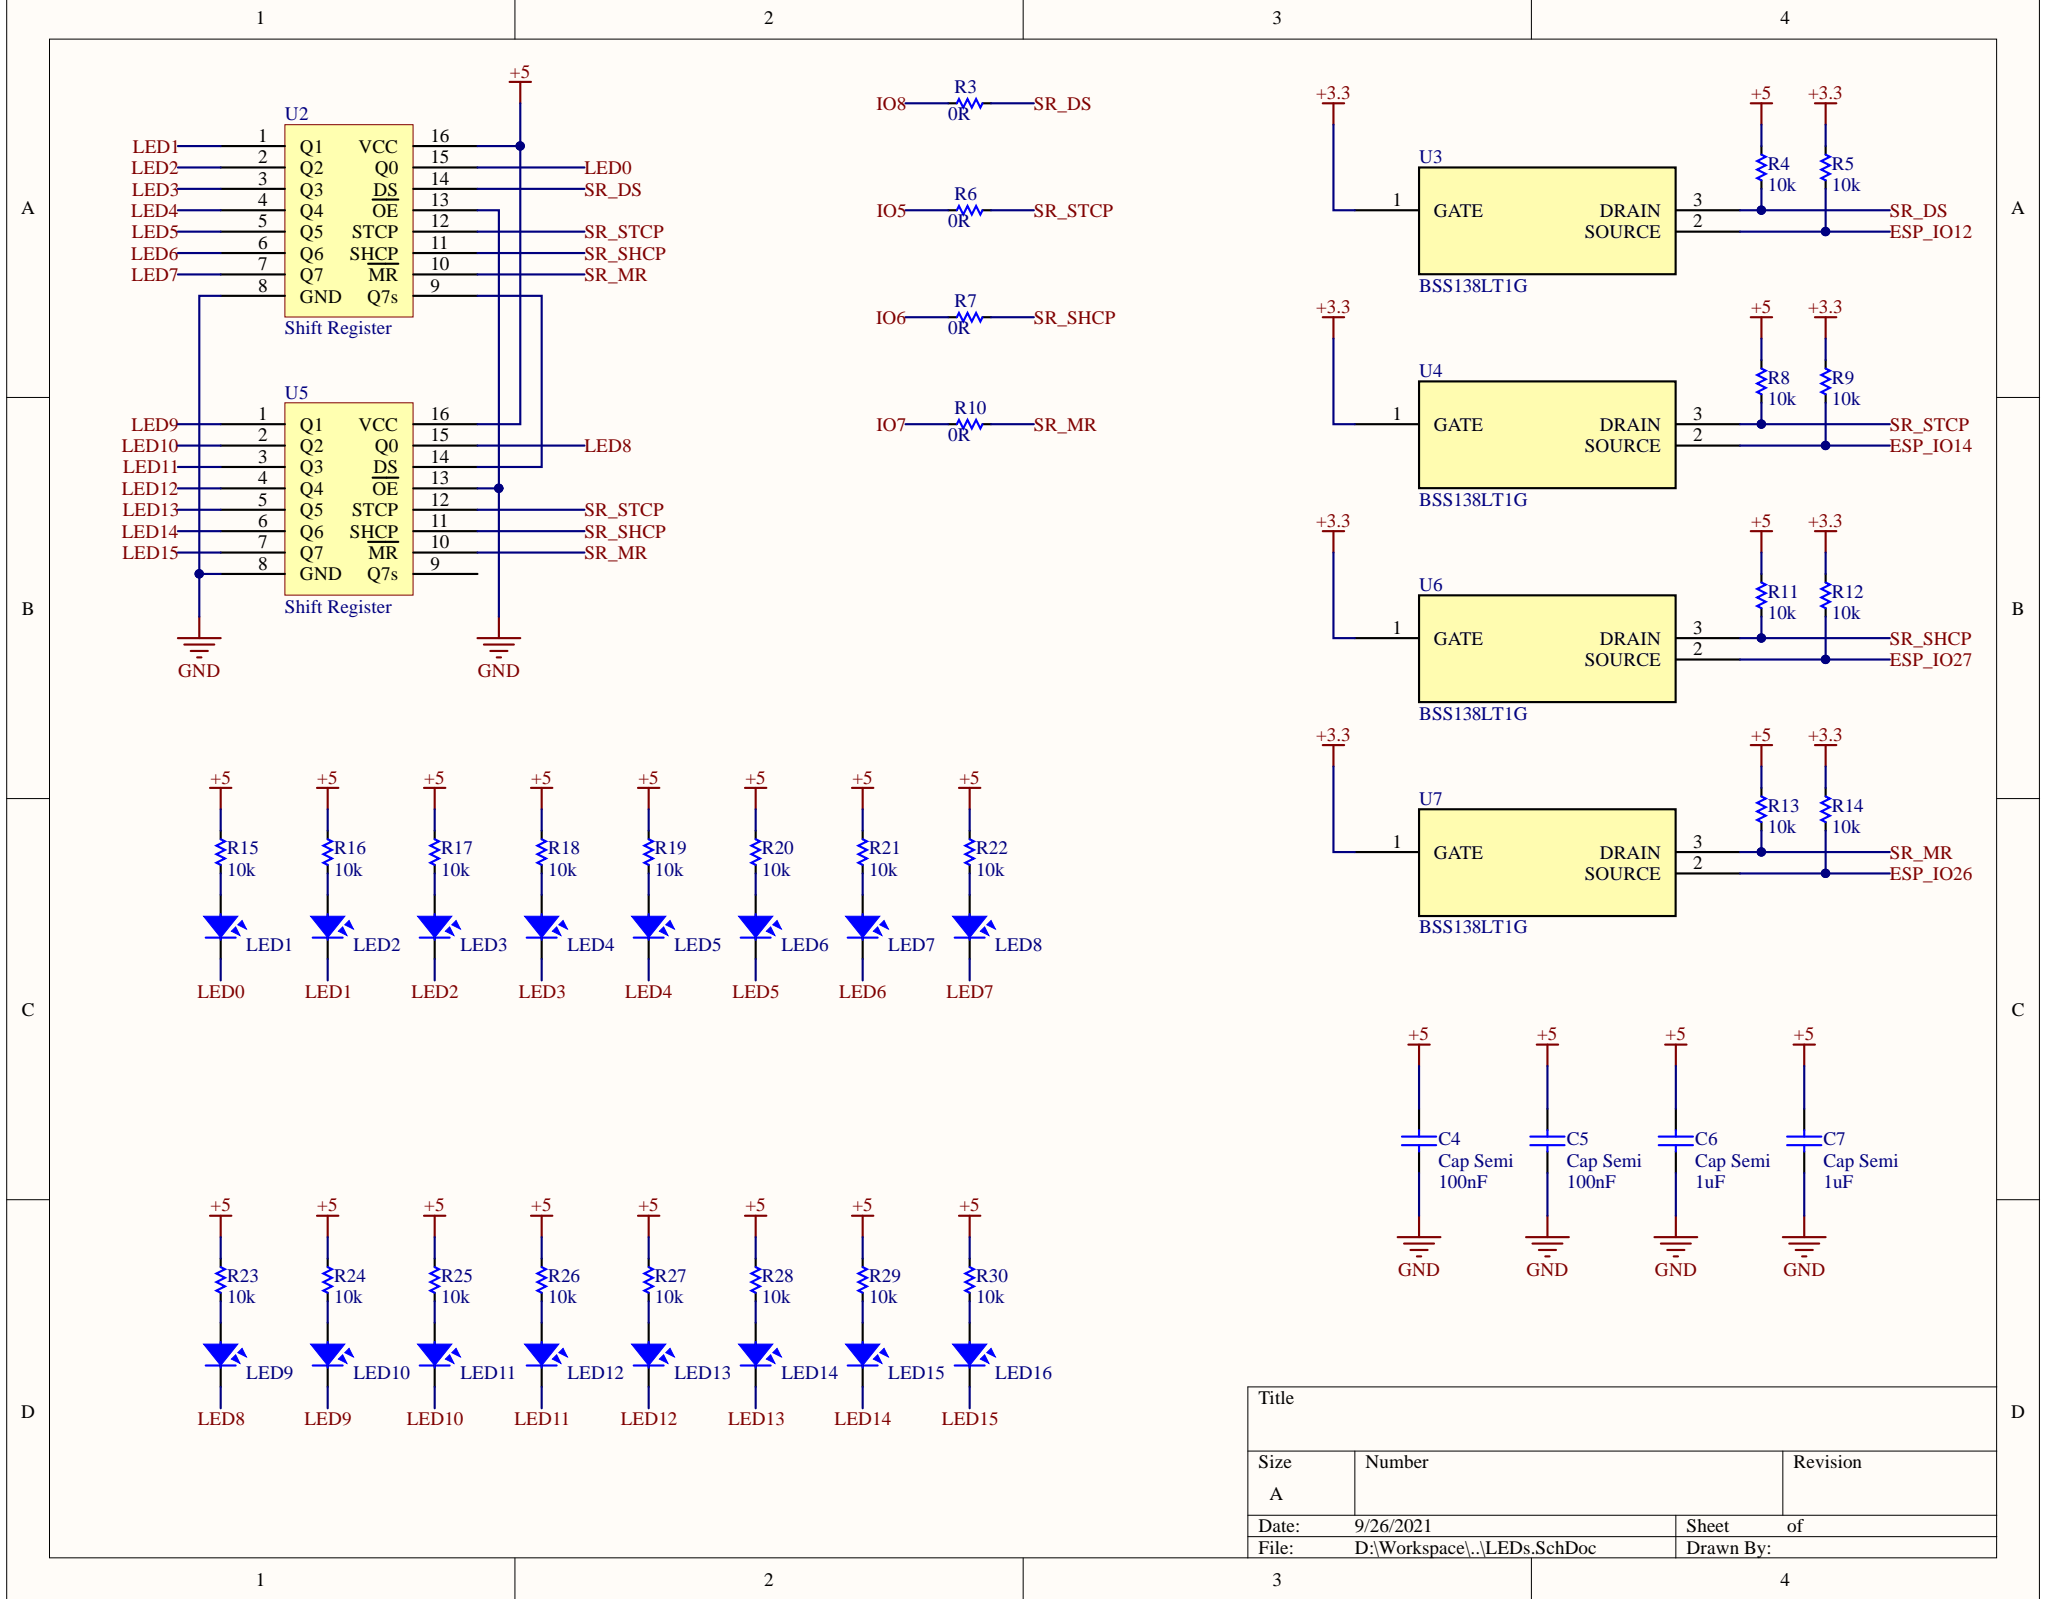 1 2 3 4
A
B
C
D
A
B
C
D
1 2 3 4
+5
U2
LED1 1 Q1 VCC 16
LED2 2 Q2 Q0 15 LED0
LED3 3 Q3 DS 14 SR_DS
LED4 4 Q4 OE 13
LED5 5 Q5 STCP 12 SR_STCP
LED6 6 Q6 SHCP 11 SR_SHCP
LED7 7 Q7 MR 10 SR_MR
8 GND Q7s 9
Shift Register
U5
LED9 1 Q1 VCC 16
LED10 2 Q2 Q0 15 LED8
LED11 3 Q3 DS 14
LED12 4 Q4 OE 13
LED13 5 Q5 STCP 12 SR_STCP
LED14 6 Q6 SHCP 11 SR_SHCP
LED15 7 Q7 MR 10 SR_MR
8 GND Q7s 9
Shift Register
GND GND
R3
IO8 SR_DS
0R
R6
IO5 SR_STCP
0R
R7
IO6 SR_SHCP
0R
R10
IO7 SR_MR
0R
+3.3 +5 +3.3
U3 R4 R5
10k 10k
1 GATE DRAIN 3 SR_DS
SOURCE 2 ESP_IO12
BSS138LT1G
+3.3 +5 +3.3
U4 R8 R9
10k 10k
1 GATE DRAIN 3 SR_STCP
SOURCE 2 ESP_IO14
BSS138LT1G
+3.3 +5 +3.3
U6 R11 R12
10k 10k
1 GATE DRAIN 3 SR_SHCP
SOURCE 2 ESP_IO27
BSS138LT1G
+3.3 +5 +3.3
U7 R13 R14
10k 10k
1 GATE DRAIN 3 SR_MR
SOURCE 2 ESP_IO26
BSS138LT1G
+5 +5 +5 +5 +5 +5 +5 +5
R15 R16 R17 R18 R19 R20 R21 R22
10k 10k 10k 10k 10k 10k 10k 10k
LED1 LED2 LED3 LED4 LED5 LED6 LED7 LED8
LED0 LED1 LED2 LED3 LED4 LED5 LED6 LED7
+5 +5 +5 +5
C4 C5 C6 C7
Cap Semi Cap Semi Cap Semi Cap Semi
100nF 100nF 1uF 1uF
GND GND GND GND
+5 +5 +5 +5 +5 +5 +5 +5
R23 R24 R25 R26 R27 R28 R29 R30
10k 10k 10k 10k 10k 10k 10k 10k
LED9 LED10 LED11 LED12 LED13 LED14 LED15 LED16
LED8 LED9 LED10 LED11 LED12 LED13 LED14 LED15
Title
Size Number Revision
A
Date: 9/26/2021 Sheet of
File: D:\Workspace\..\LEDs.SchDoc Drawn By: